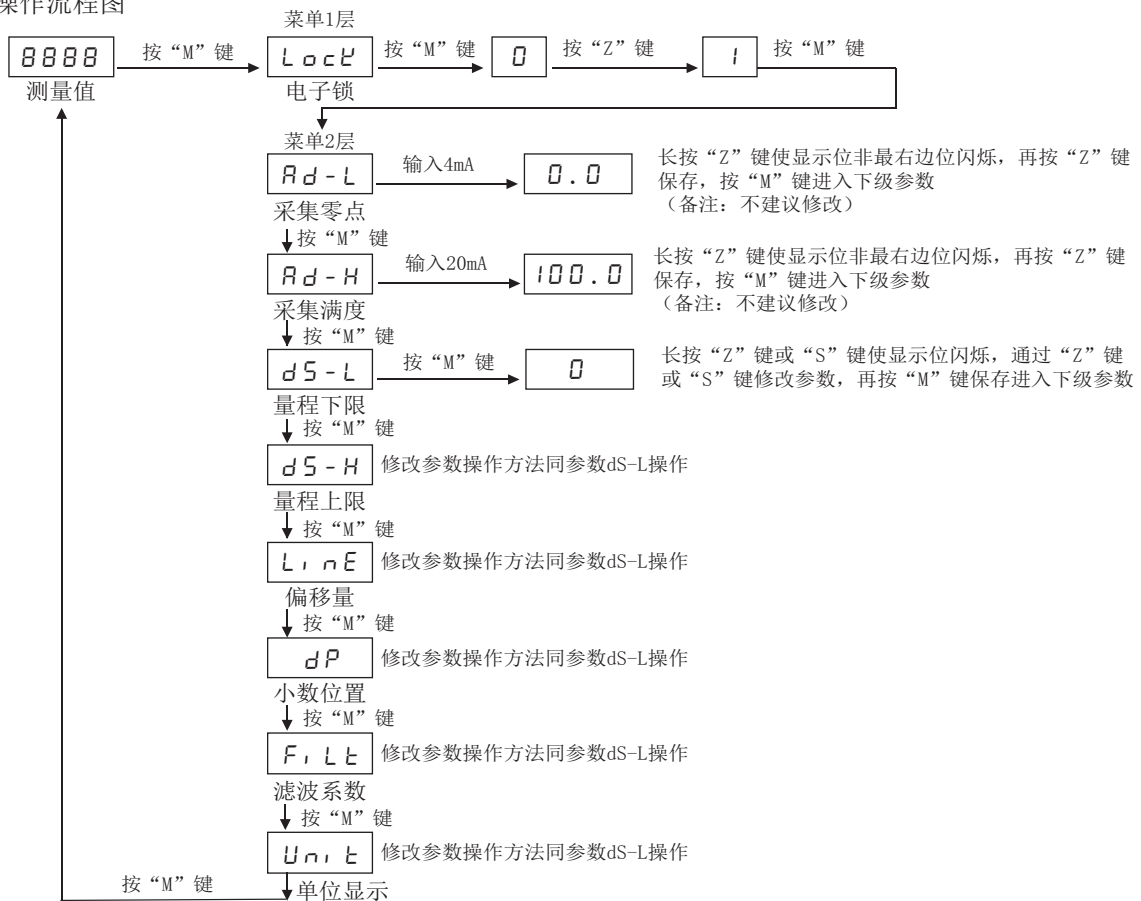 操作流程图
菜单1层
8888
按“M”键
Lock
按“M”键
0
按“Z”键
1
按“M”键
测量值
电子锁
菜单2层
Ad-L
输入4mA
0.0
长按“Z”键使显示位非最右边位闪烁，再按“Z”键
保存，按“M”键进入下级参数
（备注：不建议修改）
采集零点
按“M”键
Ad-H
输入20mA
100.0
长按“Z”键使显示位非最右边位闪烁，再按“Z”键
保存，按“M”键进入下级参数
（备注：不建议修改）
采集满度
按“M”键
dS-L
按“M”键
0
长按“Z”键或“S”键使显示位闪烁，通过“Z”键
或“S”键修改参数，再按“M”键保存进入下级参数
量程下限
按“M”键
dS-H
修改参数操作方法同参数dS-L操作
量程上限
按“M”键
LinE
修改参数操作方法同参数dS-L操作
偏移量
按“M”键
dP
修改参数操作方法同参数dS-L操作
小数位置
按“M”键
FiLt
修改参数操作方法同参数dS-L操作
滤波系数
按“M”键
Unit
修改参数操作方法同参数dS-L操作
按“M”键
单位显示